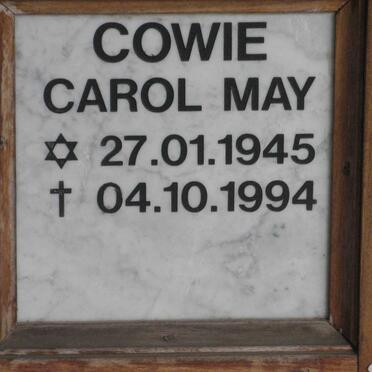 COWIE
CAROL MAY
✡ 27.01.1945
† 04.10.1994